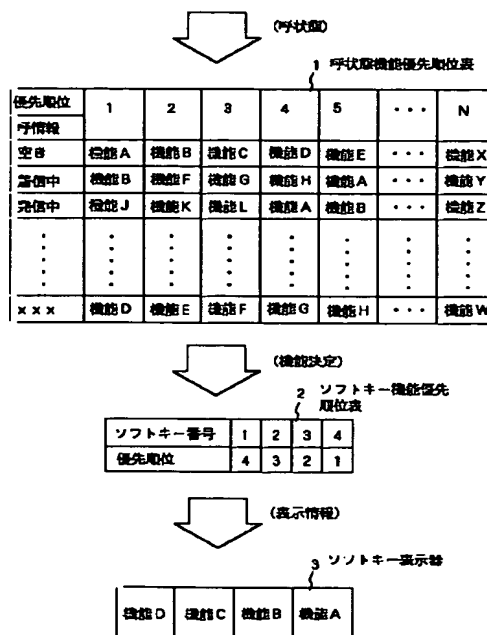 (呼状態)
1 呼状態機能優先順位表
優先順位 1 2 3 4 5 ・・・ N
呼情報
空き 機能A 機能B 機能C 機能D 機能E ・・・ 機能X
着信中 機能B 機能F 機能G 機能H 機能A ・・・ 機能Y
発信中 機能J 機能K 機能L 機能A 機能B ・・・ 機能Z
××× 機能D 機能E 機能F 機能G 機能H ・・・ 機能W
(機能決定)
2 ソフトキー機能優先
順位表
ソフトキー番号 1 2 3 4
優先順位 4 3 2 1
(表示情報)
3 ソフトキー表示器
機能D 機能C 機能B 機能A